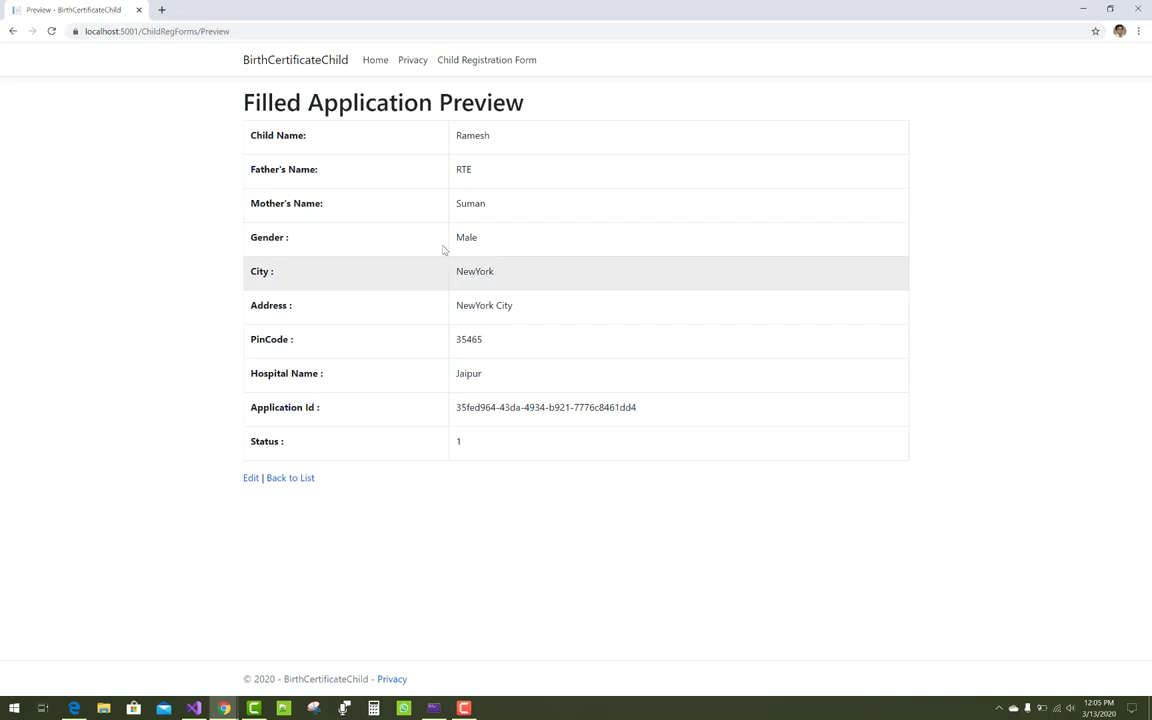 Preview - BirthCertificateChild
localhost:5001/ChildRegForms/Preview
BirthCertificateChild Home Privacy Child Registration Form
Filled Application Preview
Child Name: Ramesh
Father's Name: RTE
Mother's Name: Suman
Gender : Male
City : NewYork
Address : NewYork City
PinCode : 35465
Hospital Name : Jaipur
Application Id : 35fed964-43da-4934-b921-7776c8461dd4
Status : 1
Edit | Back to List
© 2020 - BirthCertificateChild - Privacy
12:05 PM
3/13/2020